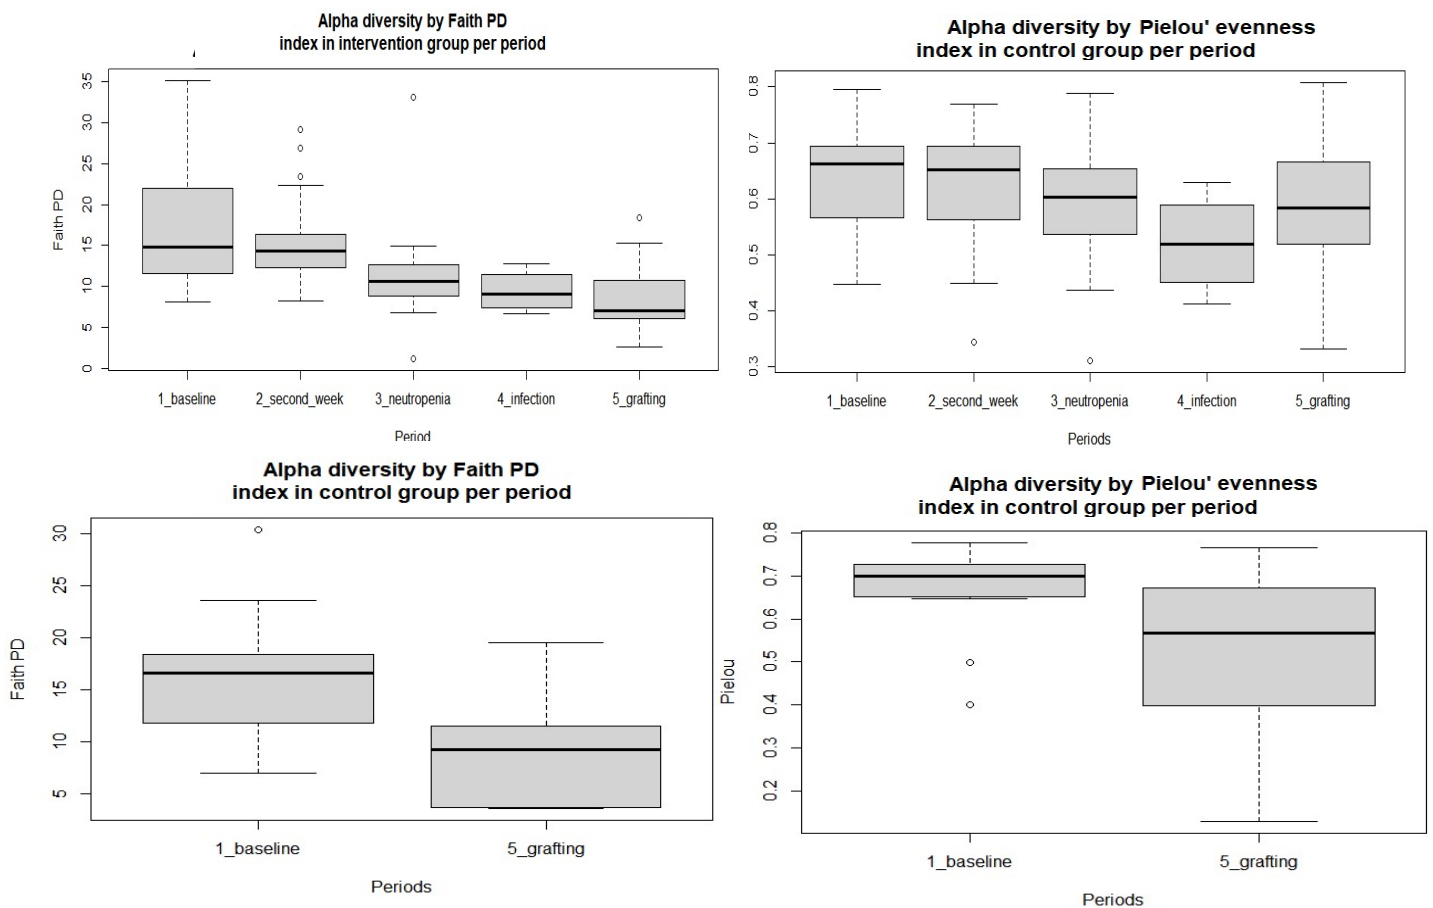 Alpha diversity by Faith PD
index in intervention group per period
Faith PD
35
30
25
20
15
10
5
0
1_baseline
2_second_week
3_neutropenia
4_infection
5_grafting
Period
Alpha diversity by Pielou' evenness
index in control group per period
0.8
0.7
0.6
0.5
0.4
0.3
1_baseline
2_second_week
3_neutropenia
4_infection
5_grafting
Periods
Alpha diversity by Faith PD
index in control group per period
Faith PD
30
25
20
15
10
5
1_baseline
5_grafting
Periods
Alpha diversity by Pielou' evenness
index in control group per period
Pielou
0.8
0.7
0.6
0.5
0.4
0.3
0.2
1_baseline
5_grafting
Periods